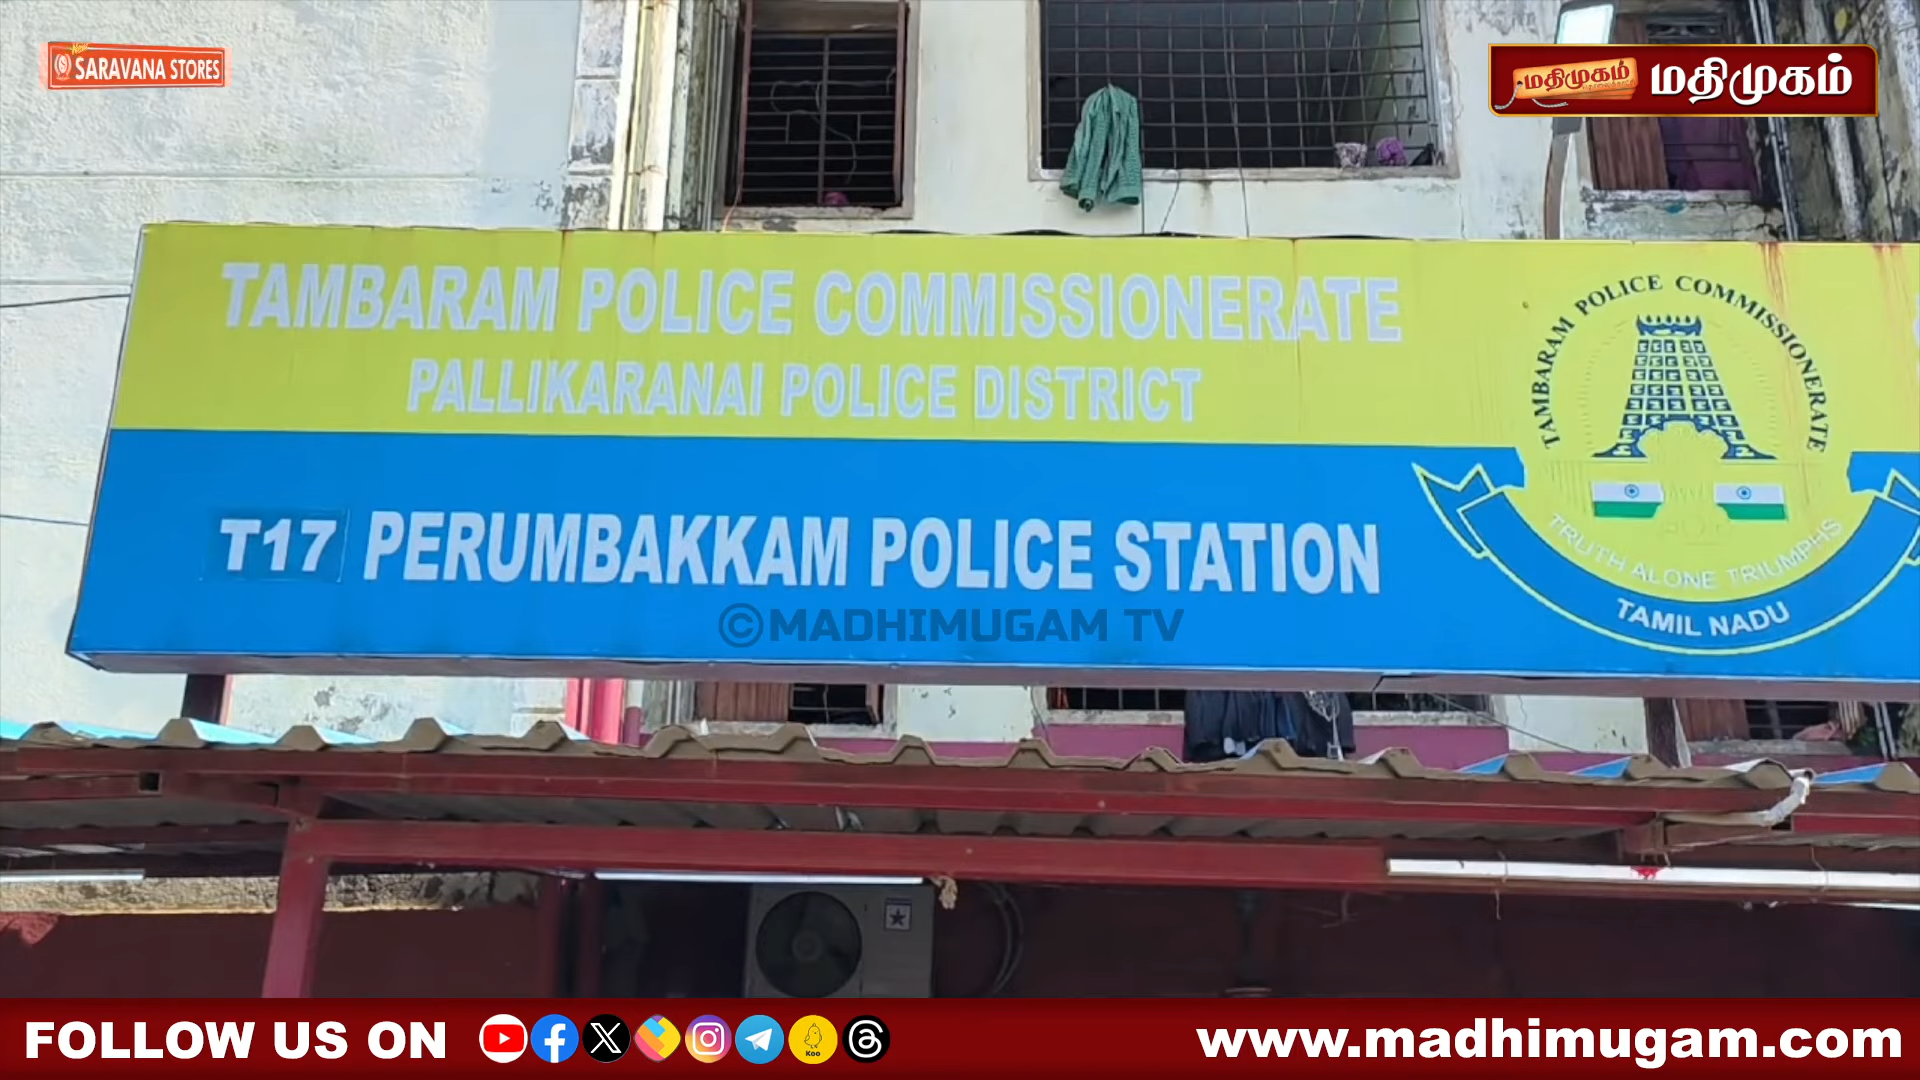 New
SARAVANA STORES
மதிமுகம் மதிமுகம்
TAMBARAM POLICE COMMISSIONERATE
PALLIKARANAI POLICE DISTRICT
T17 PERUMBAKKAM POLICE STATION
TAMBARAM POLICE COMMISSIONERATE
TRUTH ALONE TRIUMPHS
TAMIL NADU
©MADHIMUGAM TV
FOLLOW US ON
Koo
www.madhimugam.com